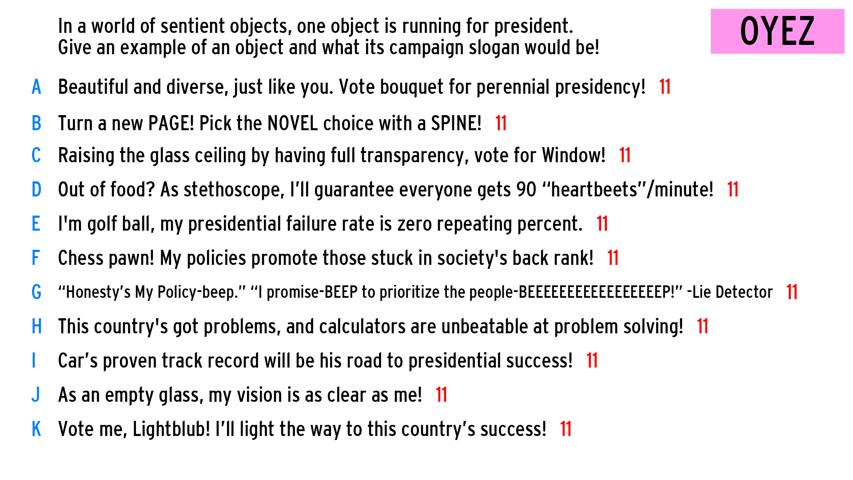 In a world of sentient objects, one object is running for president.
Give an example of an object and what its campaign slogan would be!
OYEZ
A Beautiful and diverse, just like you. Vote bouquet for perennial presidency! 11
B Turn a new PAGE! Pick the NOVEL choice with a SPINE! 11
C Raising the glass ceiling by having full transparency, vote for Window! 11
D Out of food? As stethoscope, I'll guarantee everyone gets 90 “heartbeets”/minute! 11
E I'm golf ball, my presidential failure rate is zero repeating percent. 11
F Chess pawn! My policies promote those stuck in society's back rank! 11
G “Honesty’s My Policy-beep.” “I promise-BEEP to prioritize the people-BEEEEEEEEEEEEEEEEEP!” -Lie Detector 11
H This country's got problems, and calculators are unbeatable at problem solving! 11
I Car’s proven track record will be his road to presidential success! 11
J As an empty glass, my vision is as clear as me! 11
K Vote me, Lightblub! I’ll light the way to this country’s success! 11